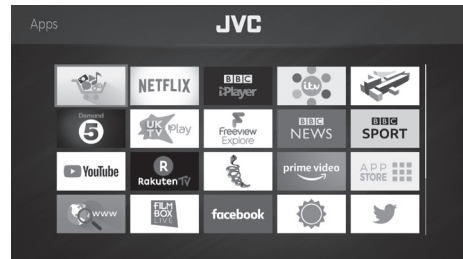 Apps
JVC
NETFLIX
BBC
iPlayer
itv
Demand
5
UK
TV Play
Freeview
Explore
BBC
NEWS
BBC
SPORT
YouTube
R
Rakuten TV
prime video
APP
STORE
www
FILM
BOX
LIVE
facebook